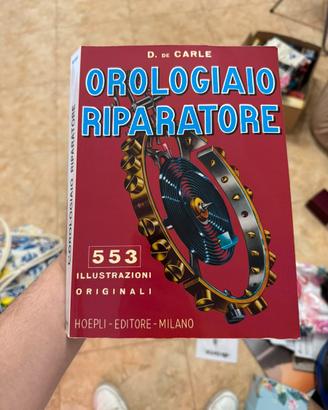 D. DE CARLE
OROLOGIAIO
RIPARATORE
553
ILLUSTRAZIONI
ORIGINALI
HOEPLI-EDITORE-MILANO
L'OROLOGIAIO RIPARATORE